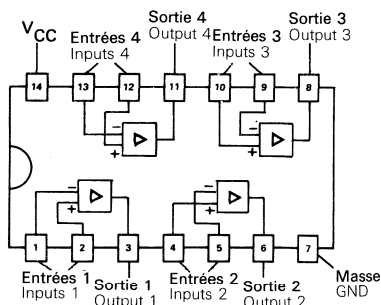 Sortie 4
Output 4
Sortie 3
Output 3
VCC
Entrées 4
Inputs 4
Entrées 3
Inputs 3
14
13
12
11
10
9
8
−
+
−
+
−
+
−
+
1
2
3
4
5
6
7
Masse
GND
Entrées 1
Inputs 1
Sortie 1
Output 1
Entrées 2
Inputs 2
Sortie 2
Output 2